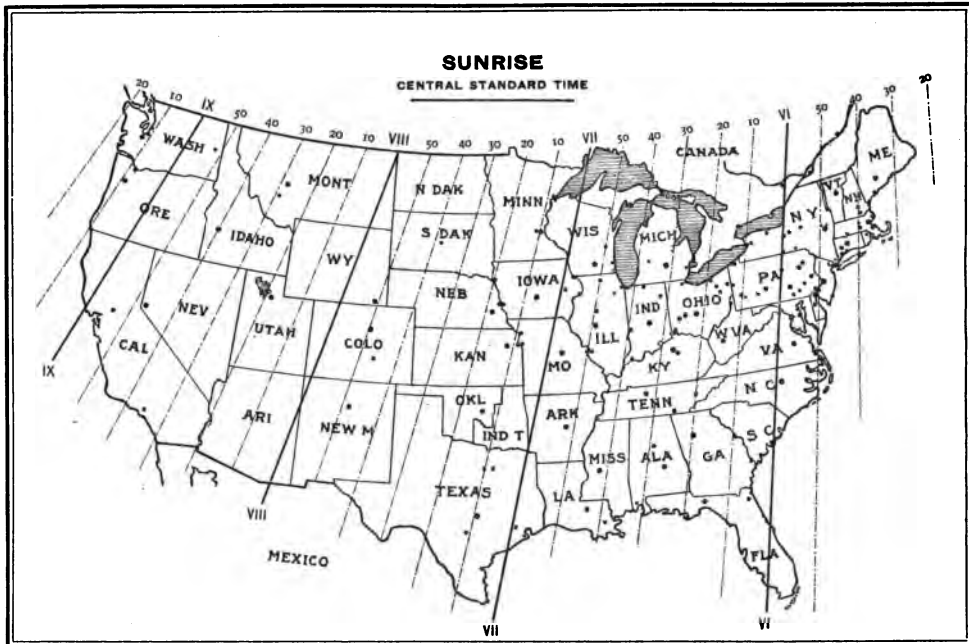 SUNRISE
CENTRAL STANDARD TIME
20 10 IX 50 40 30 20 10 VIII 50 40 30 20 10 VII 50 40 30 20 10 VI 50 40 30 20
WASH
MONT
N DAK
MINN
CANADA
ME
ORE
IDAHO
WY
S DAK
WIS
MICH
N Y
VT
NH
NEV
UTAH
COLO
NEB
IOWA
ILL
IND
OHIO
PA
W VA
VA
CAL
KAN
MO
KY
IX
ARI
NEW M
OKL
IND T
ARK
TENN
N C
S C
TEXAS
LA
MISS
ALA
GA
FLA
VIII
MEXICO
VII
VI